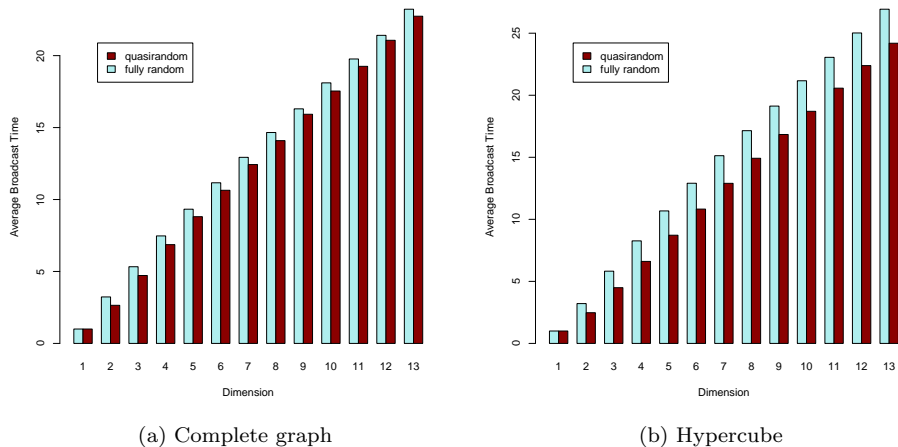 quasirandom
fully random
Average Broadcast Time
0
5
10
15
20
1 2 3 4 5 6 7 8 9 10 11 12 13
Dimension
(a) Complete graph
quasirandom
fully random
Average Broadcast Time
0
5
10
15
20
25
1 2 3 4 5 6 7 8 9 10 11 12 13
Dimension
(b) Hypercube